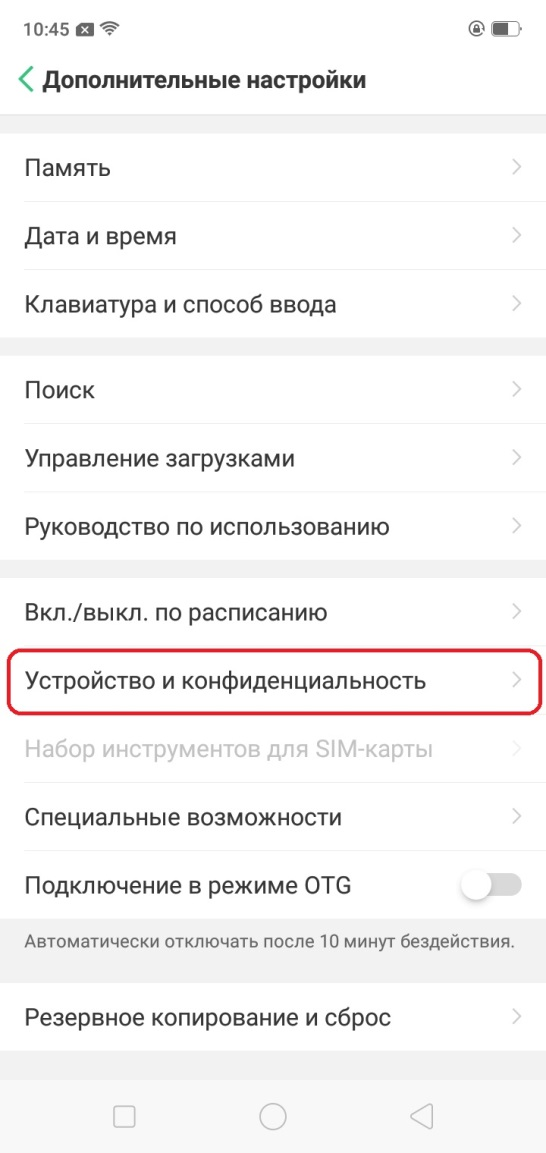 10:45
Дополнительные настройки
Память
Дата и время
Клавиатура и способ ввода
Поиск
Управление загрузками
Руководство по использованию
Вкл./выкл. по расписанию
Устройство и конфиденциальность
Набор инструментов для SIM-карты
Специальные возможности
Подключение в режиме OTG
Автоматически отключать после 10 минут бездействия.
Резервное копирование и сброс